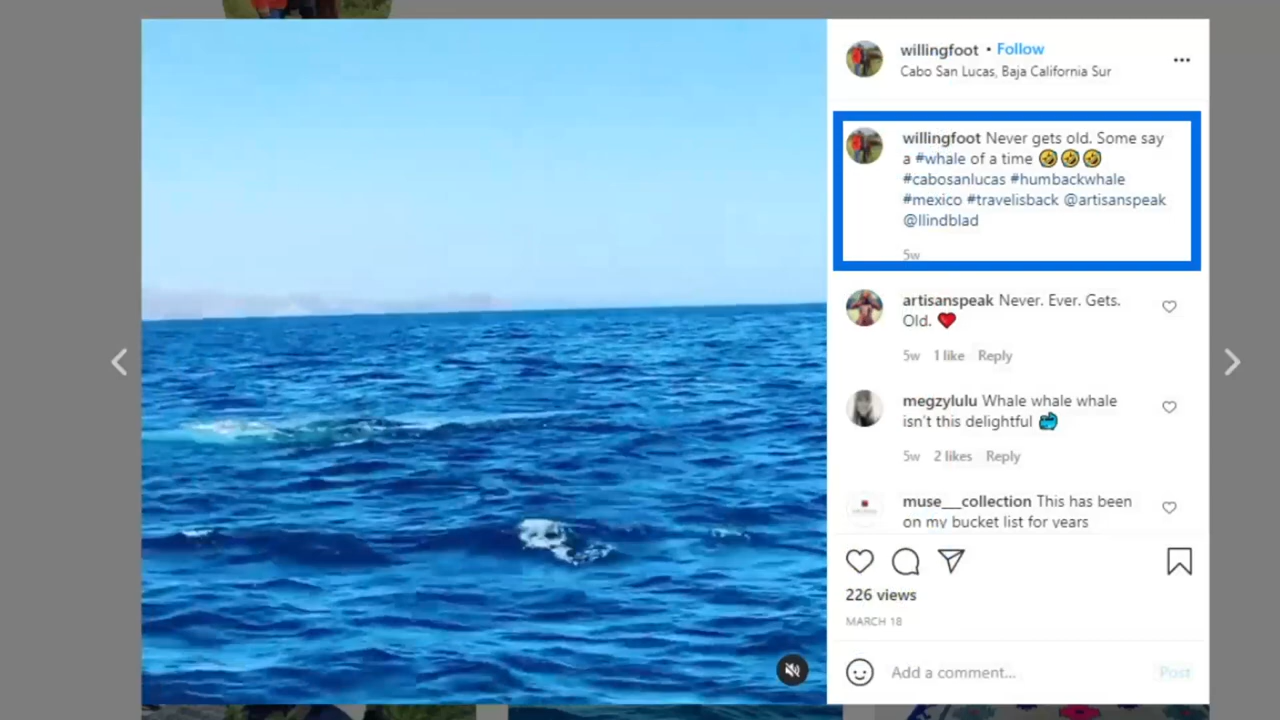 willingfoot • Follow
Cabo San Lucas, Baja California Sur
willingfoot Never gets old. Some say
a #whale of a time 🤣🤣🤣
#cabosanlucas #humbackwhale
#mexico #travelisback @artisanspeak
@llindblad
5w
artisanspeak Never. Ever. Gets.
Old. ❤️
5w 1 like Reply
megzylulu Whale whale whale
isn't this delightful 🐳
5w 2 likes Reply
muse__collection This has been
on my bucket list for years
226 views
MARCH 18
Add a comment... Post